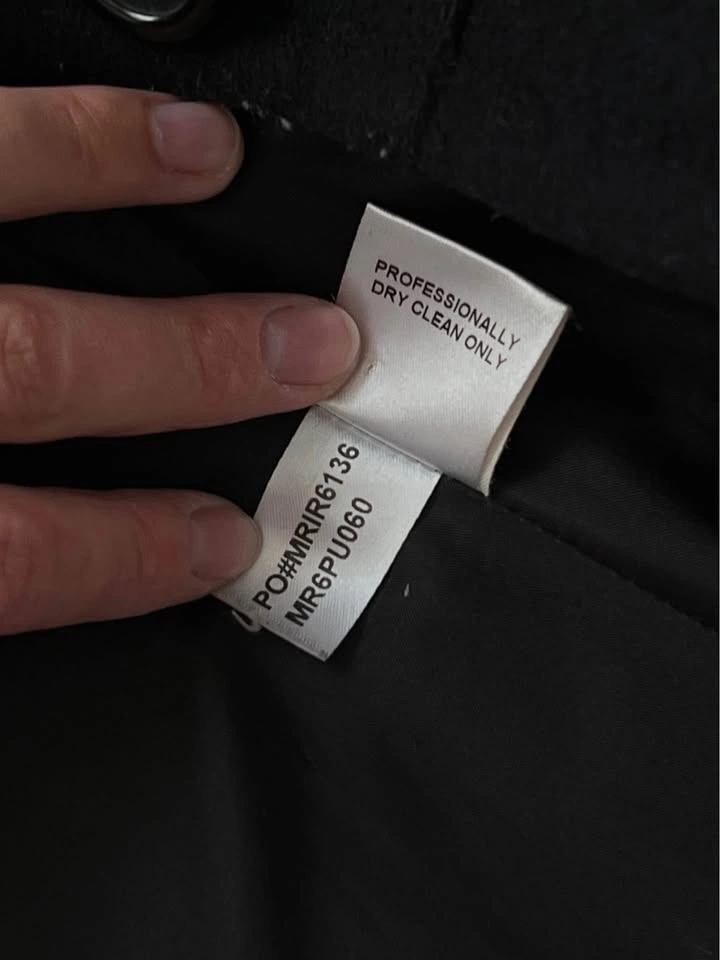 PROFESSIONALLY
DRY CLEAN ONLY
PO#MRIR6136
MR6PU060